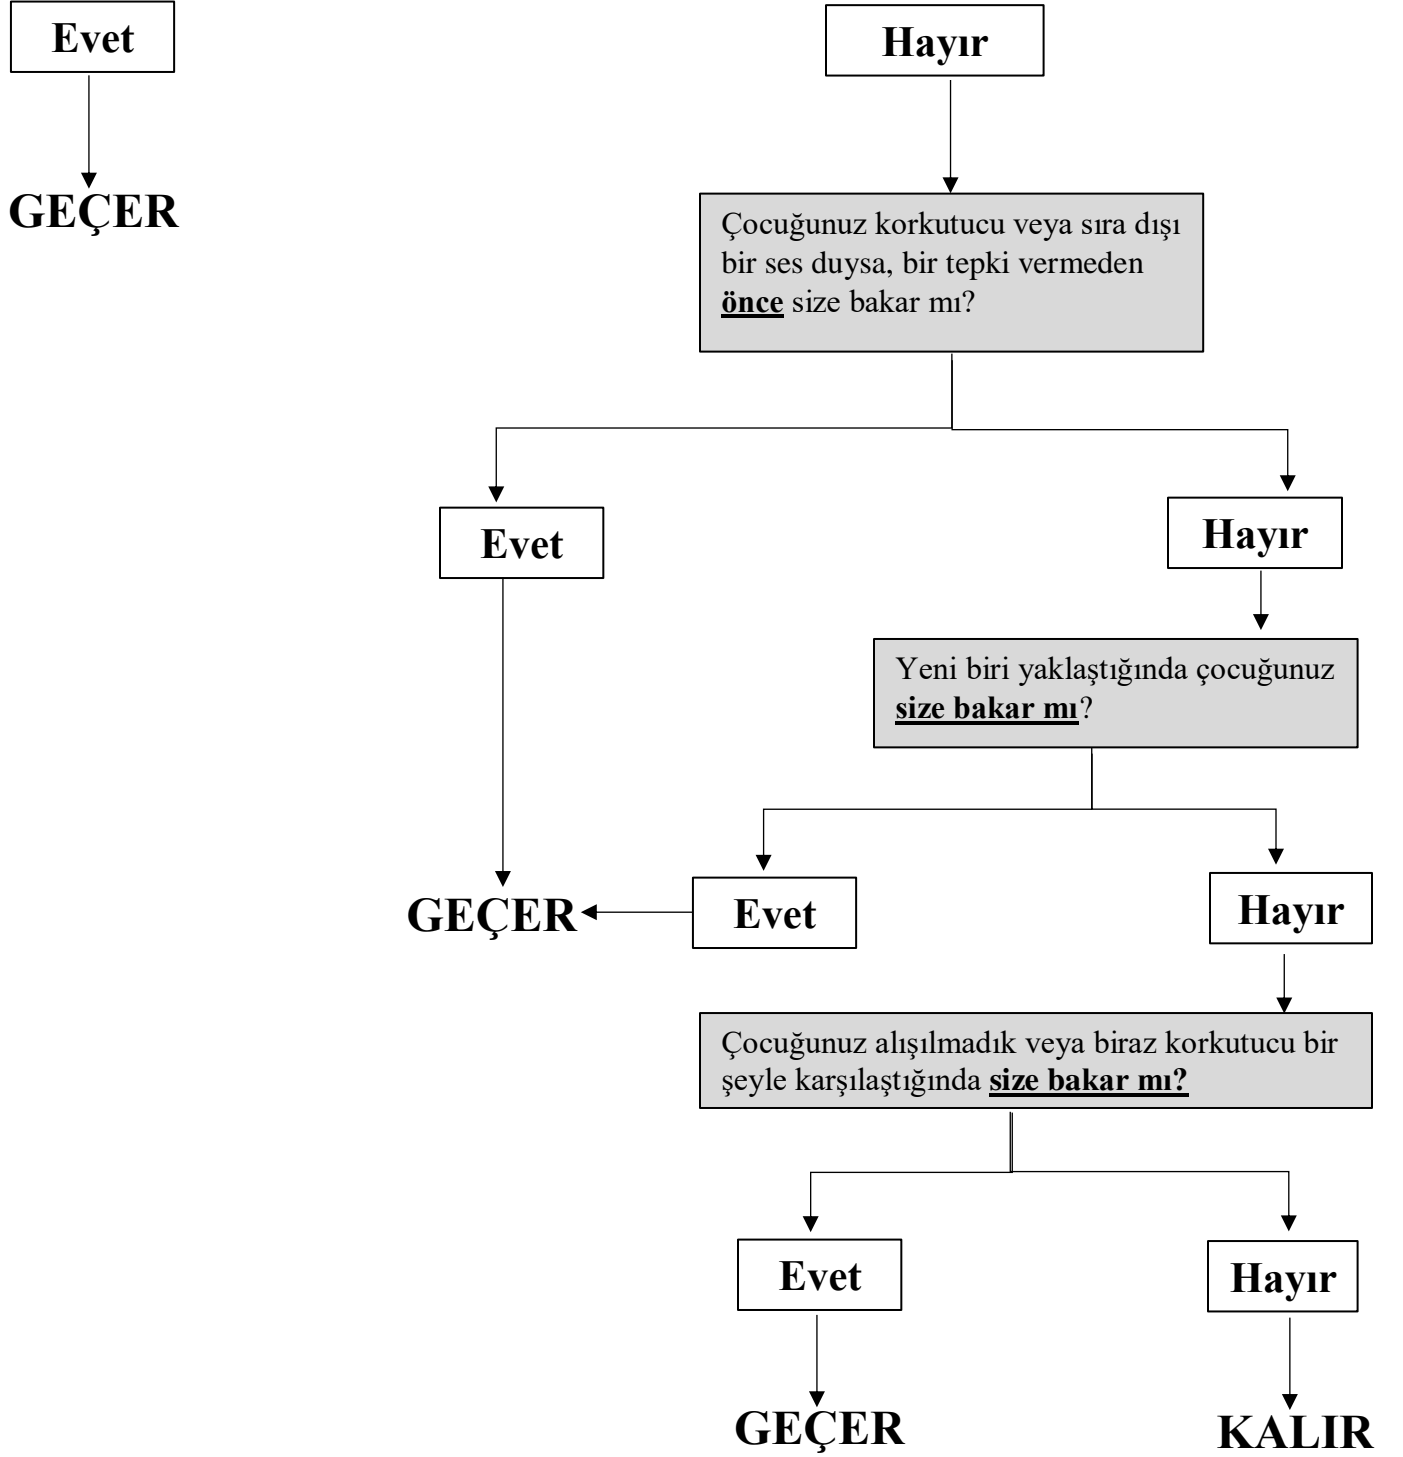 Evet
Hayır
GEÇER
Çocuğunuz korkutucu veya sıra dışı
bir ses duysa, bir tepki vermeden
önce size bakar mı?
Evet
Hayır
Yeni biri yaklaştığında çocuğunuz
size bakar mı?
GEÇER
Evet
Hayır
Çocuğunuz alışılmadık veya biraz korkutucu bir
şeyle karşılaştığında size bakar mı?
Evet
Hayır
GEÇER
KALIR